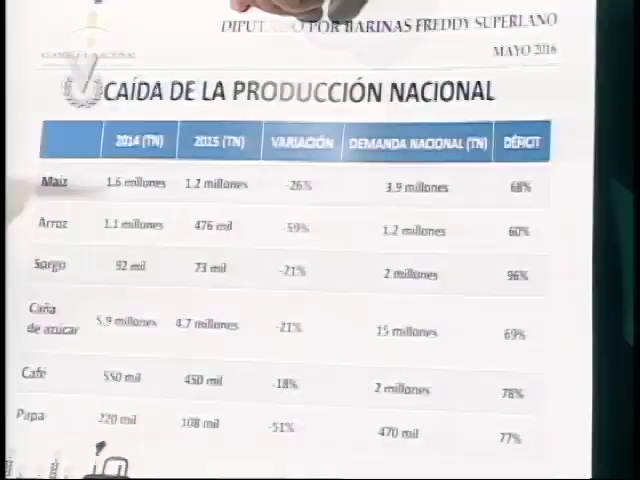 DIPUTADO POR BARINAS FREDDY SUPERLANO
ASAMBLEA NACIONAL
MAYO 2016
CAÍDA DE LA PRODUCCIÓN NACIONAL
2014 (TN) 2015 (TN) VARIACIÓN DEMANDA NACIONAL (TN) DÉFICIT
Maíz 1.6 millones 1.2 millones -26% 3.9 millones 68%
Arroz 1.1 millones 476 mil -59% 1.2 millones 60%
Sorgo 92 mil 73 mil -21% 2 millones 96%
Caña
de azúcar 5.9 millones 4.7 millones -21% 15 millones 69%
Café 550 mil 450 mil -18% 2 millones 78%
Papa 220 mil 108 mil -51% 470 mil 77%